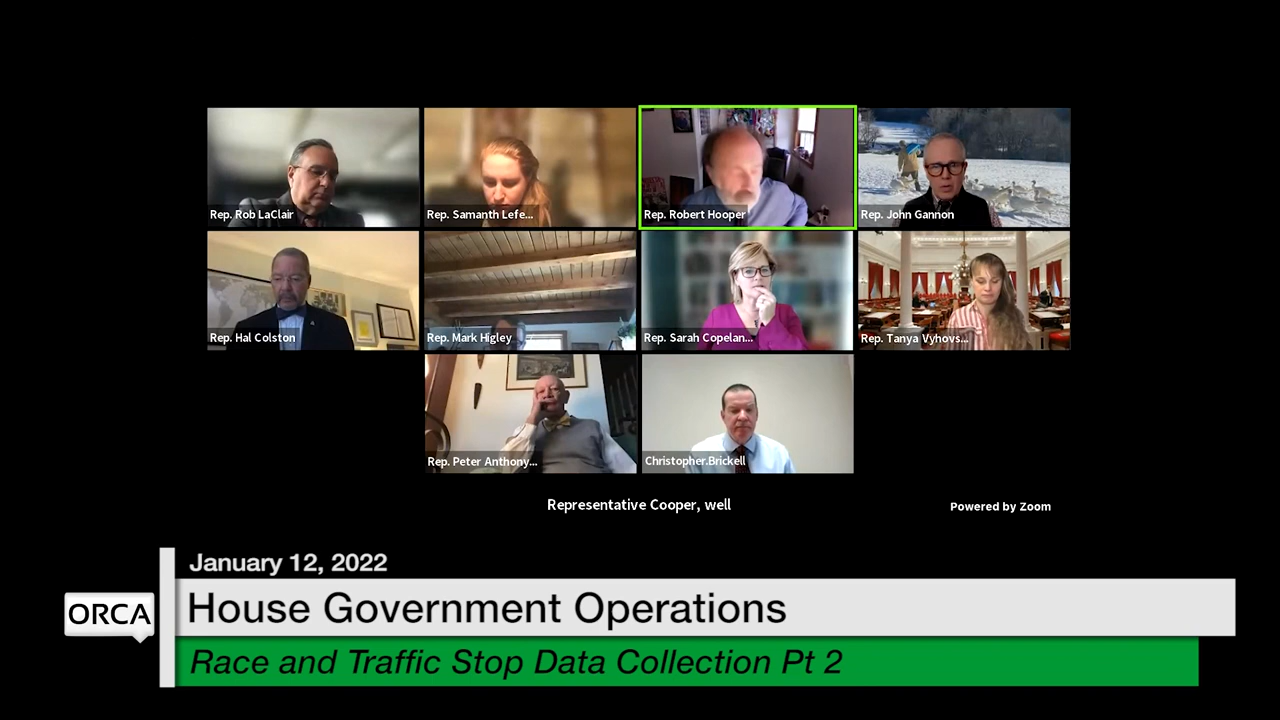 Rep. Rob LaClair
Rep. Samanth Lefe...
Rep. Robert Hooper
Rep. John Gannon
Rep. Hal Colston
Rep. Mark Higley
Rep. Sarah Copelan...
Rep. Tanya Vyhovs...
Rep. Peter Anthony...
Christopher.Brickell
Representative Cooper, well
Powered by Zoom
January 12, 2022
ORCA
House Government Operations
Race and Traffic Stop Data Collection Pt 2